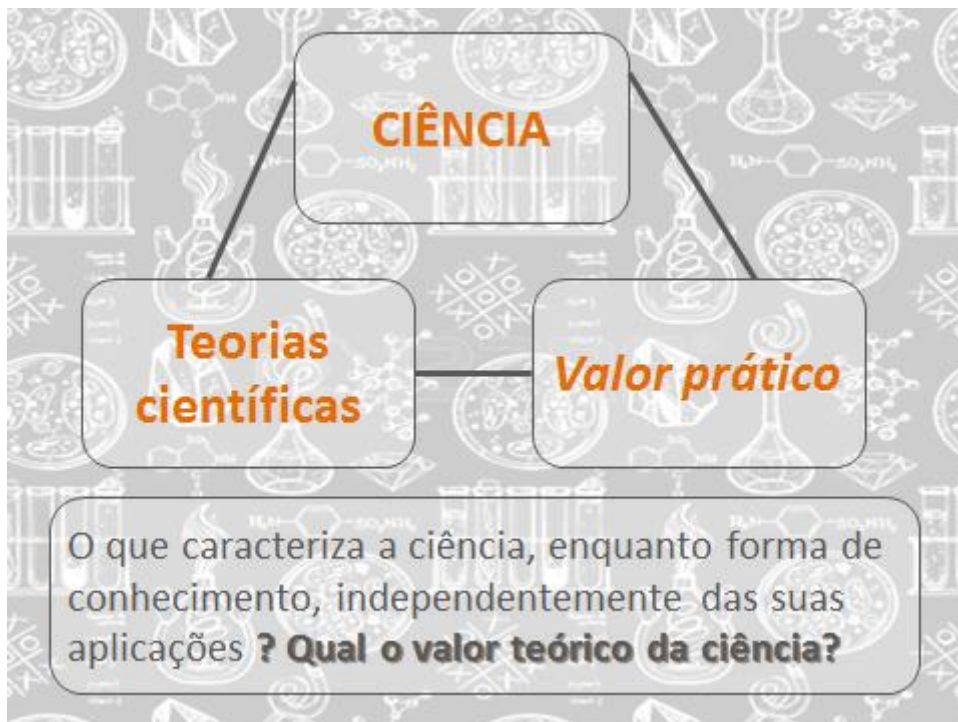 CIÊNCIA
Teorias
científicas
Valor prático
O que caracteriza a ciência, enquanto forma de
conhecimento, independentemente das suas
aplicações ? Qual o valor teórico da ciência?